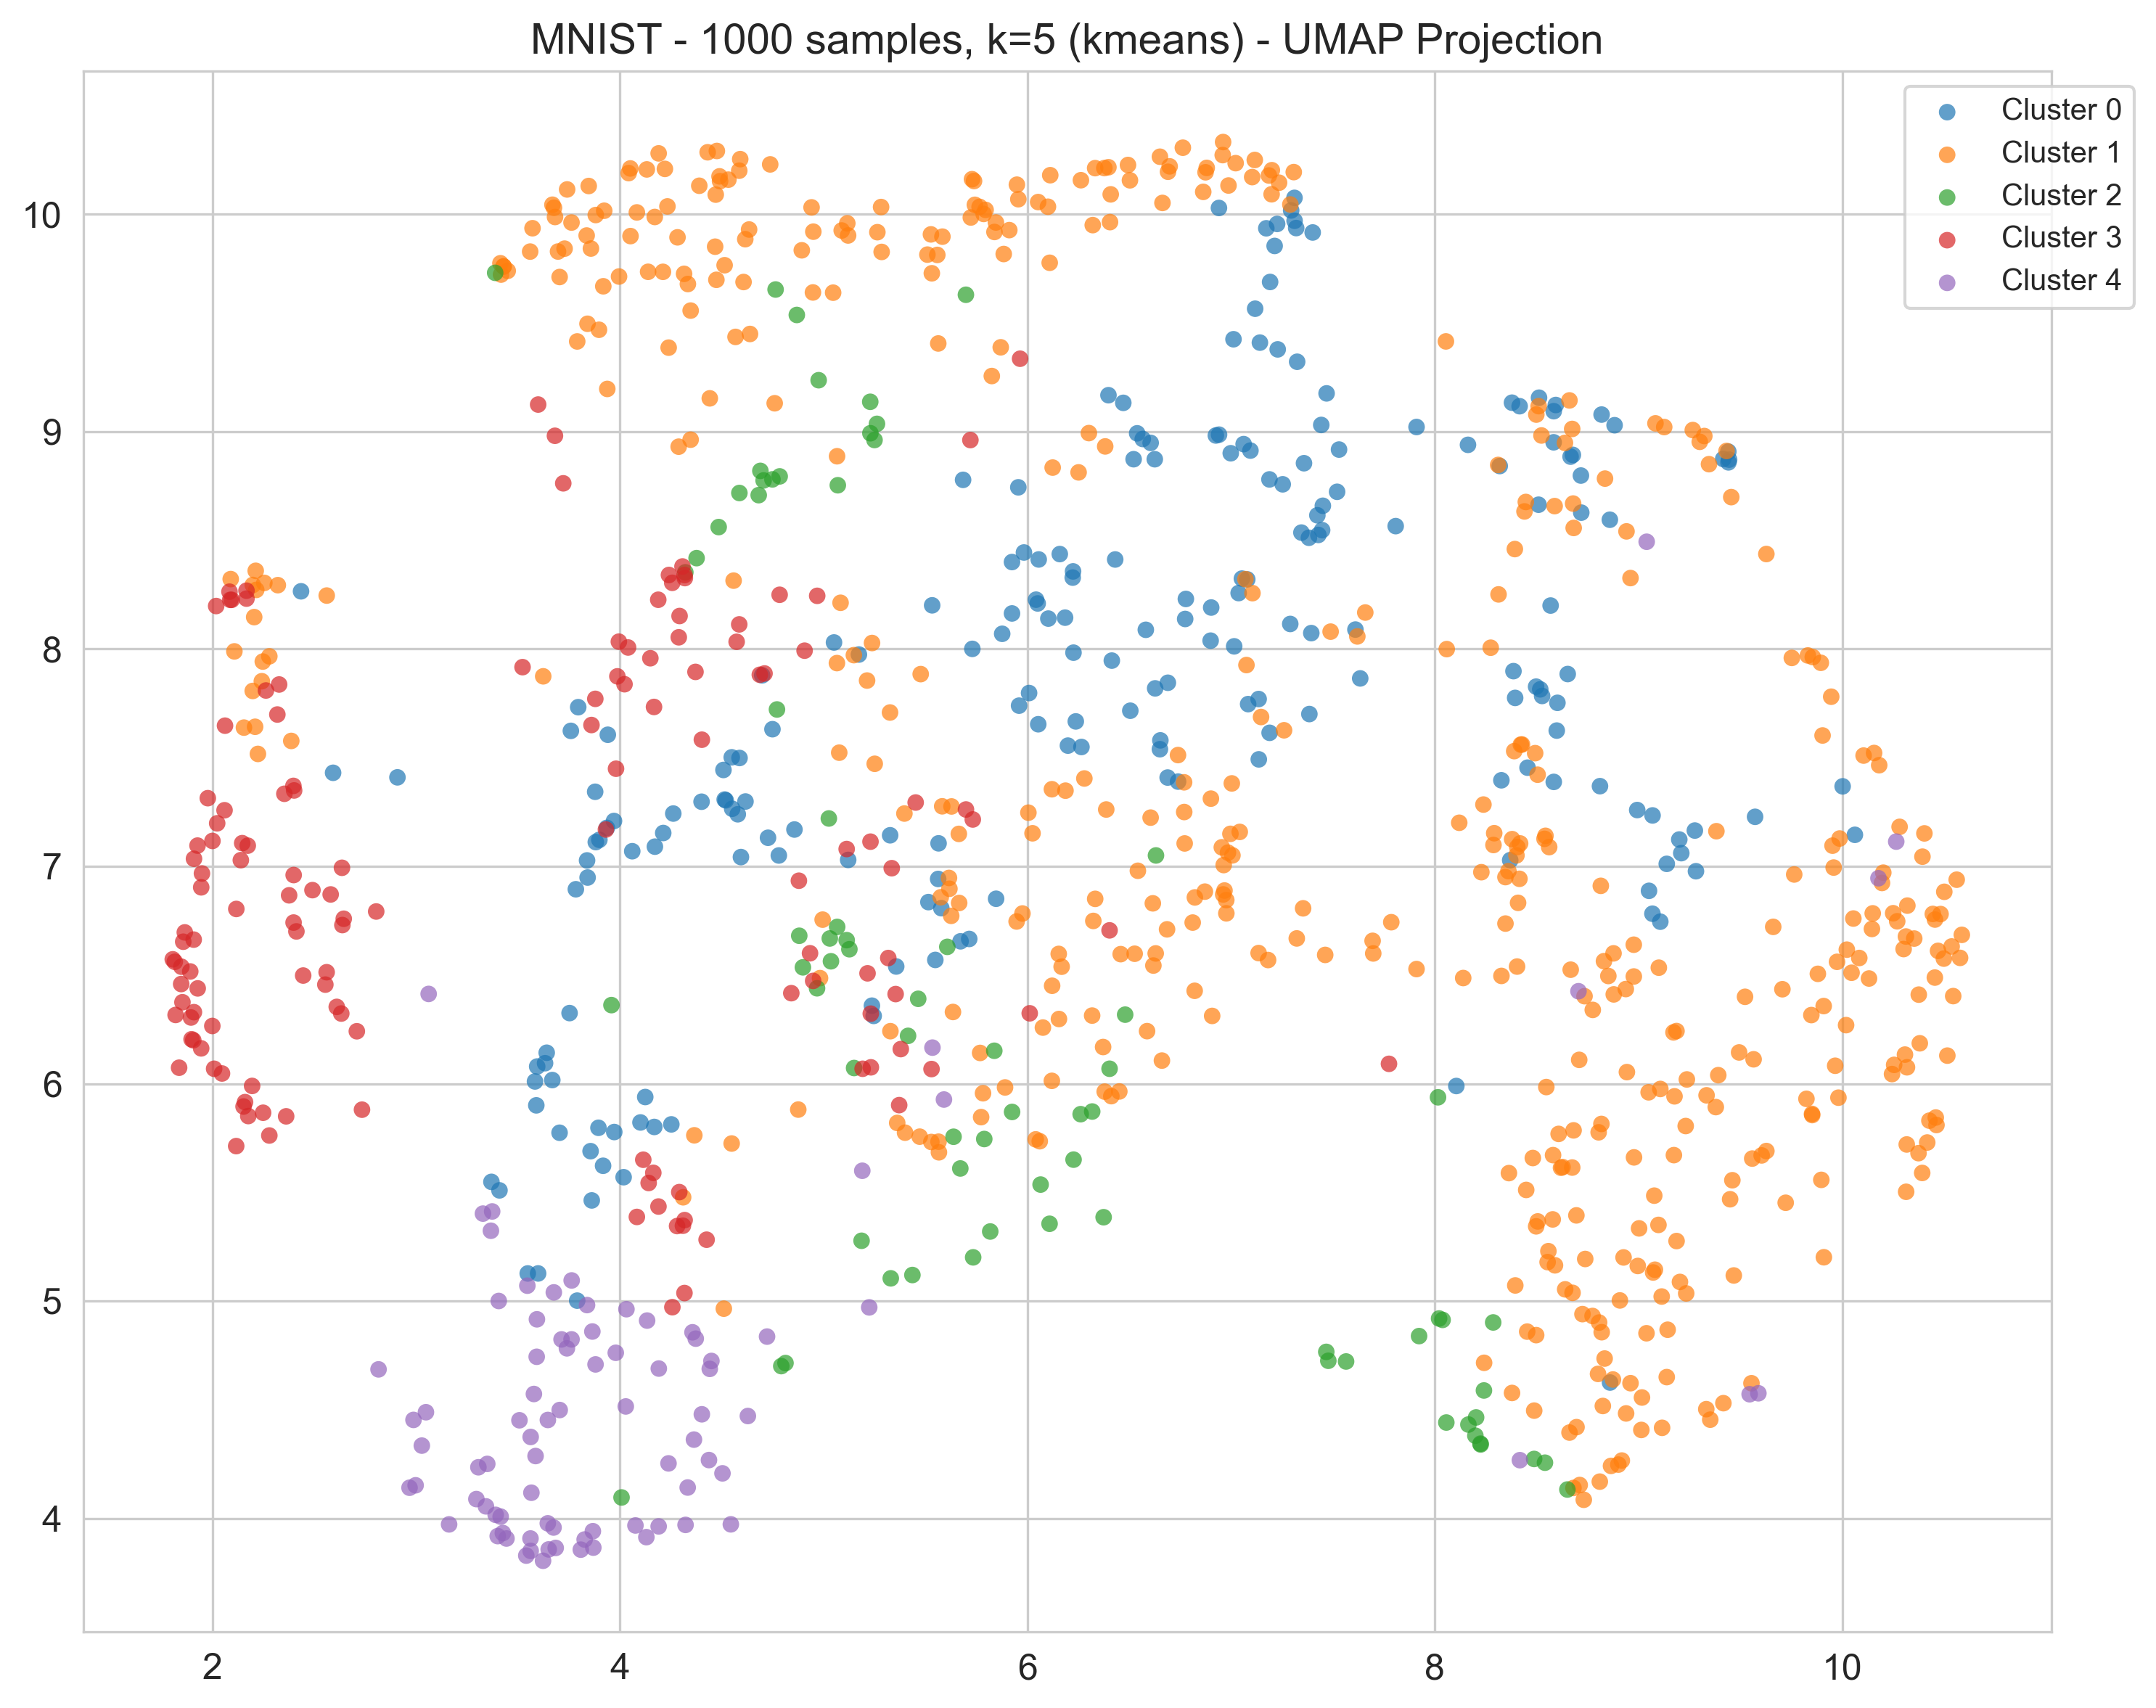 MNIST - 1000 samples, k=5 (kmeans) - UMAP Projection
Cluster 0
Cluster 1
Cluster 2
Cluster 3
Cluster 4
10
9
8
7
6
5
4
2 4 6 8 10